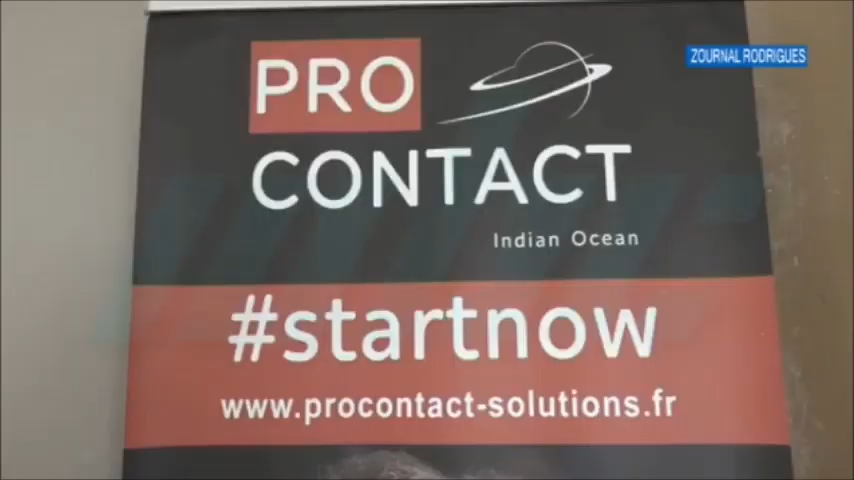 ZOURNAL RODRIGUES
PRO
CONTACT
Indian Ocean
#startnow
www.procontact-solutions.fr